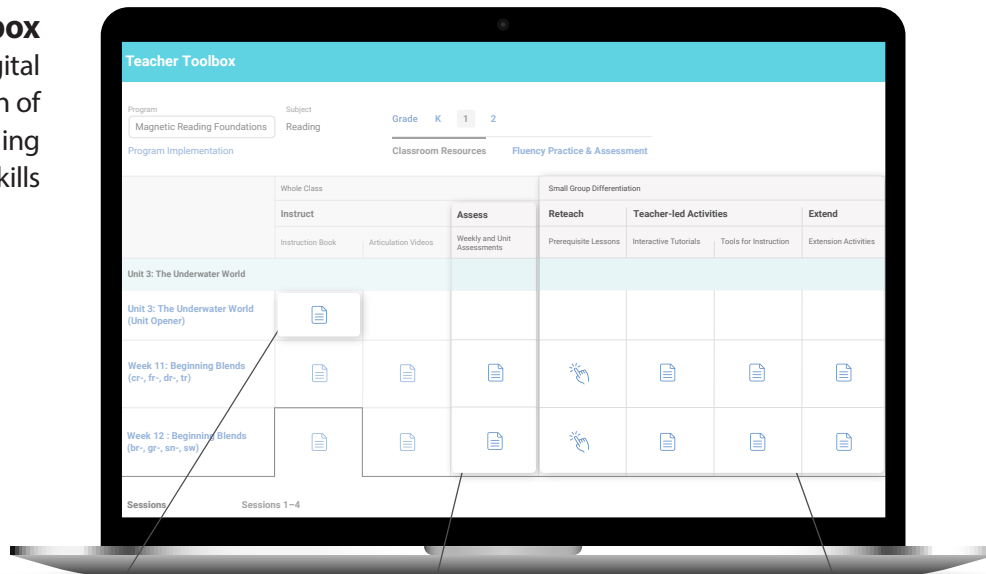 box
gital
n of
ing
kills
Teacher Toolbox
Program
Subject
Magnetic Reading Foundations
Reading
Grade K 1 2
Program Implementation
Classroom Resources Fluency Practice & Assessment
Whole Class
Small Group Differentiation
Instruct
Assess
Reteach
Teacher-led Activities
Extend
Instruction Book
Articulation Videos
Weekly and Unit
Assessments
Prerequisite Lessons
Interactive Tutorials
Tools for Instruction
Extension Activities
Unit 3: The Underwater World
Unit 3: The Underwater World
(Unit Opener)
Week 11: Beginning Blends
(cr-, fr-, dr-, tr)
Week 12 : Beginning Blends
(br-, gr-, sn-, sw)
Sessions
Sessions 1–4